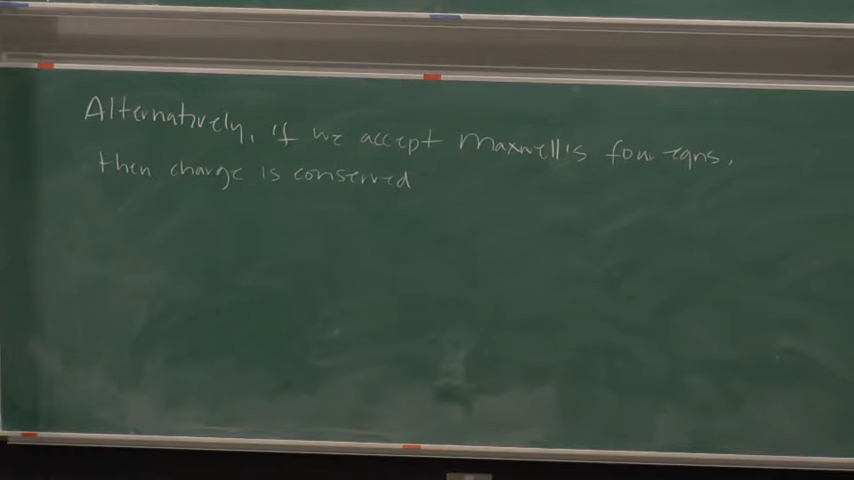 Alternatively, if we accept Maxwell's four eqns,
then charge is conserved